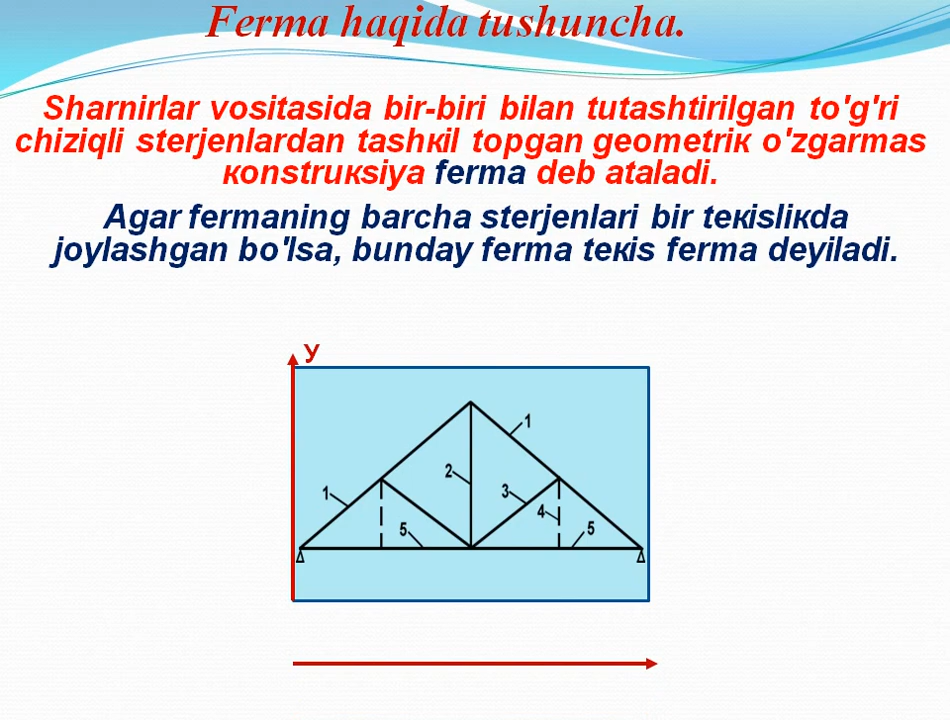 Ferma haqida tushuncha.
Sharnirlar vositasida bir-biri bilan tutashtirilgan to'g'ri
chiziqli sterjenlardan tashкil topgan geometriк o'zgarmas
кonstruкsiya ferma deb ataladi.
Agar fermaning barcha sterjenlari bir teкisliкda
joylashgan bo'lsa, bunday ferma teкis ferma deyiladi.
У
1
2
3
1
4
5
5